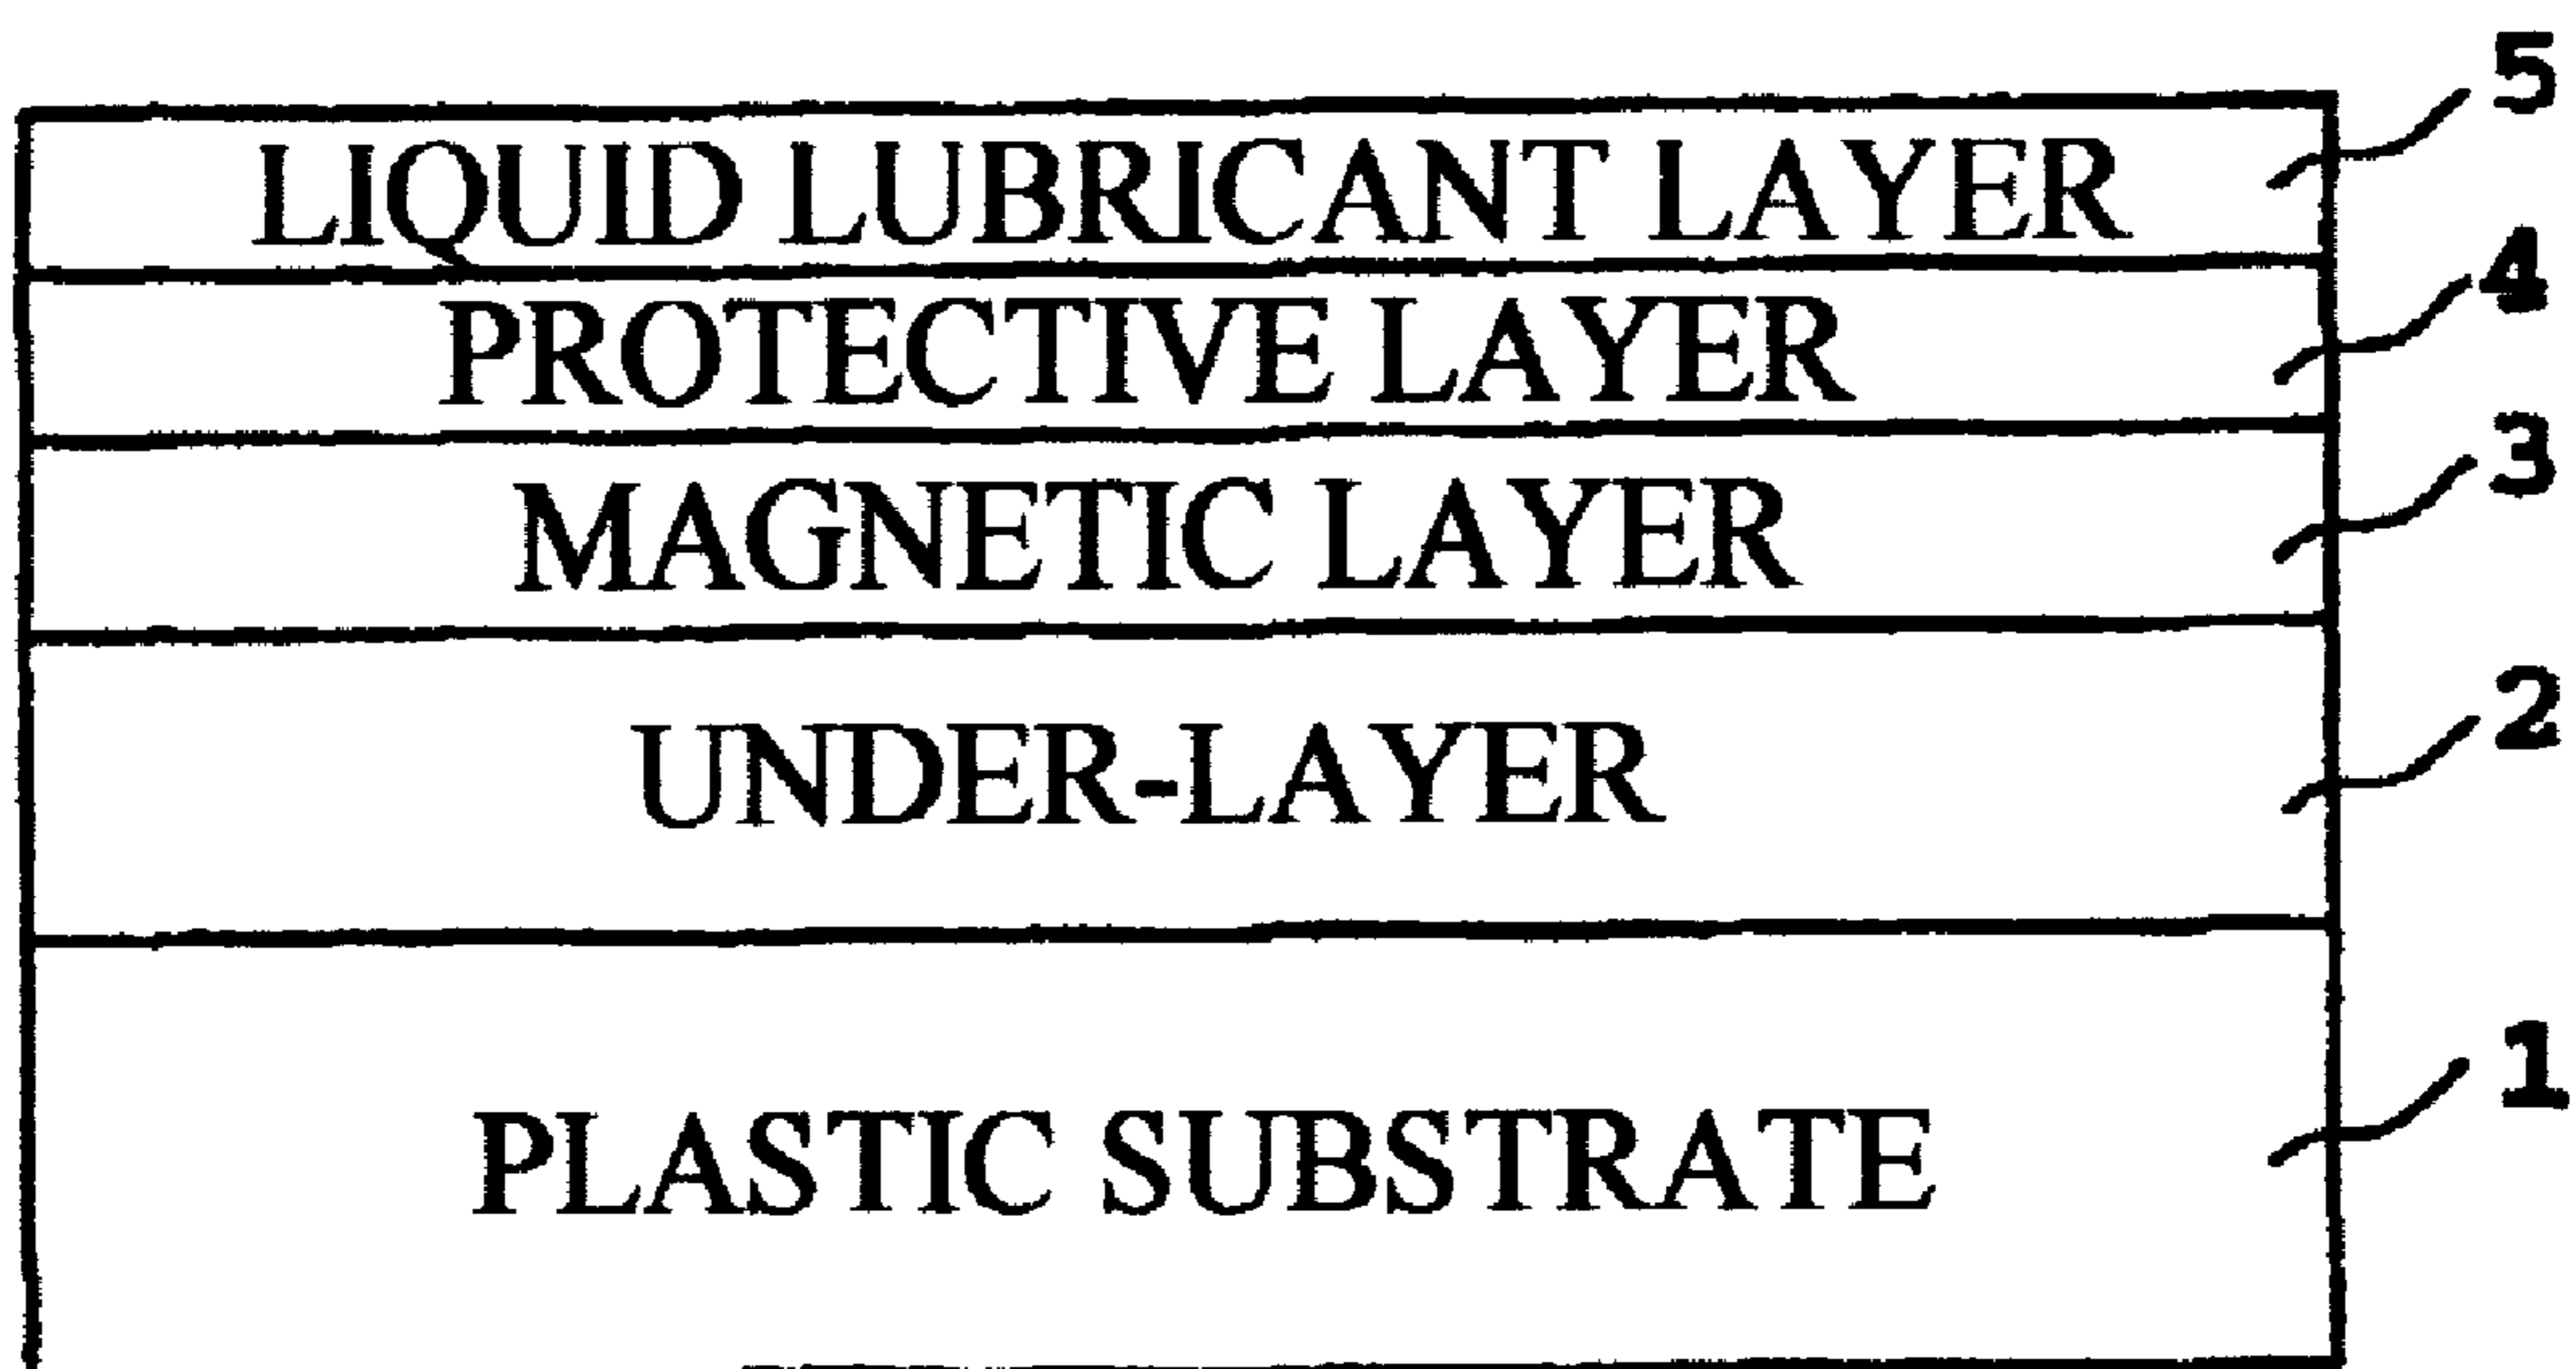 5
LIQUID LUBRICANT LAYER
4
PROTECTIVE LAYER
3
MAGNETIC LAYER
2
UNDER-LAYER
1
PLASTIC SUBSTRATE